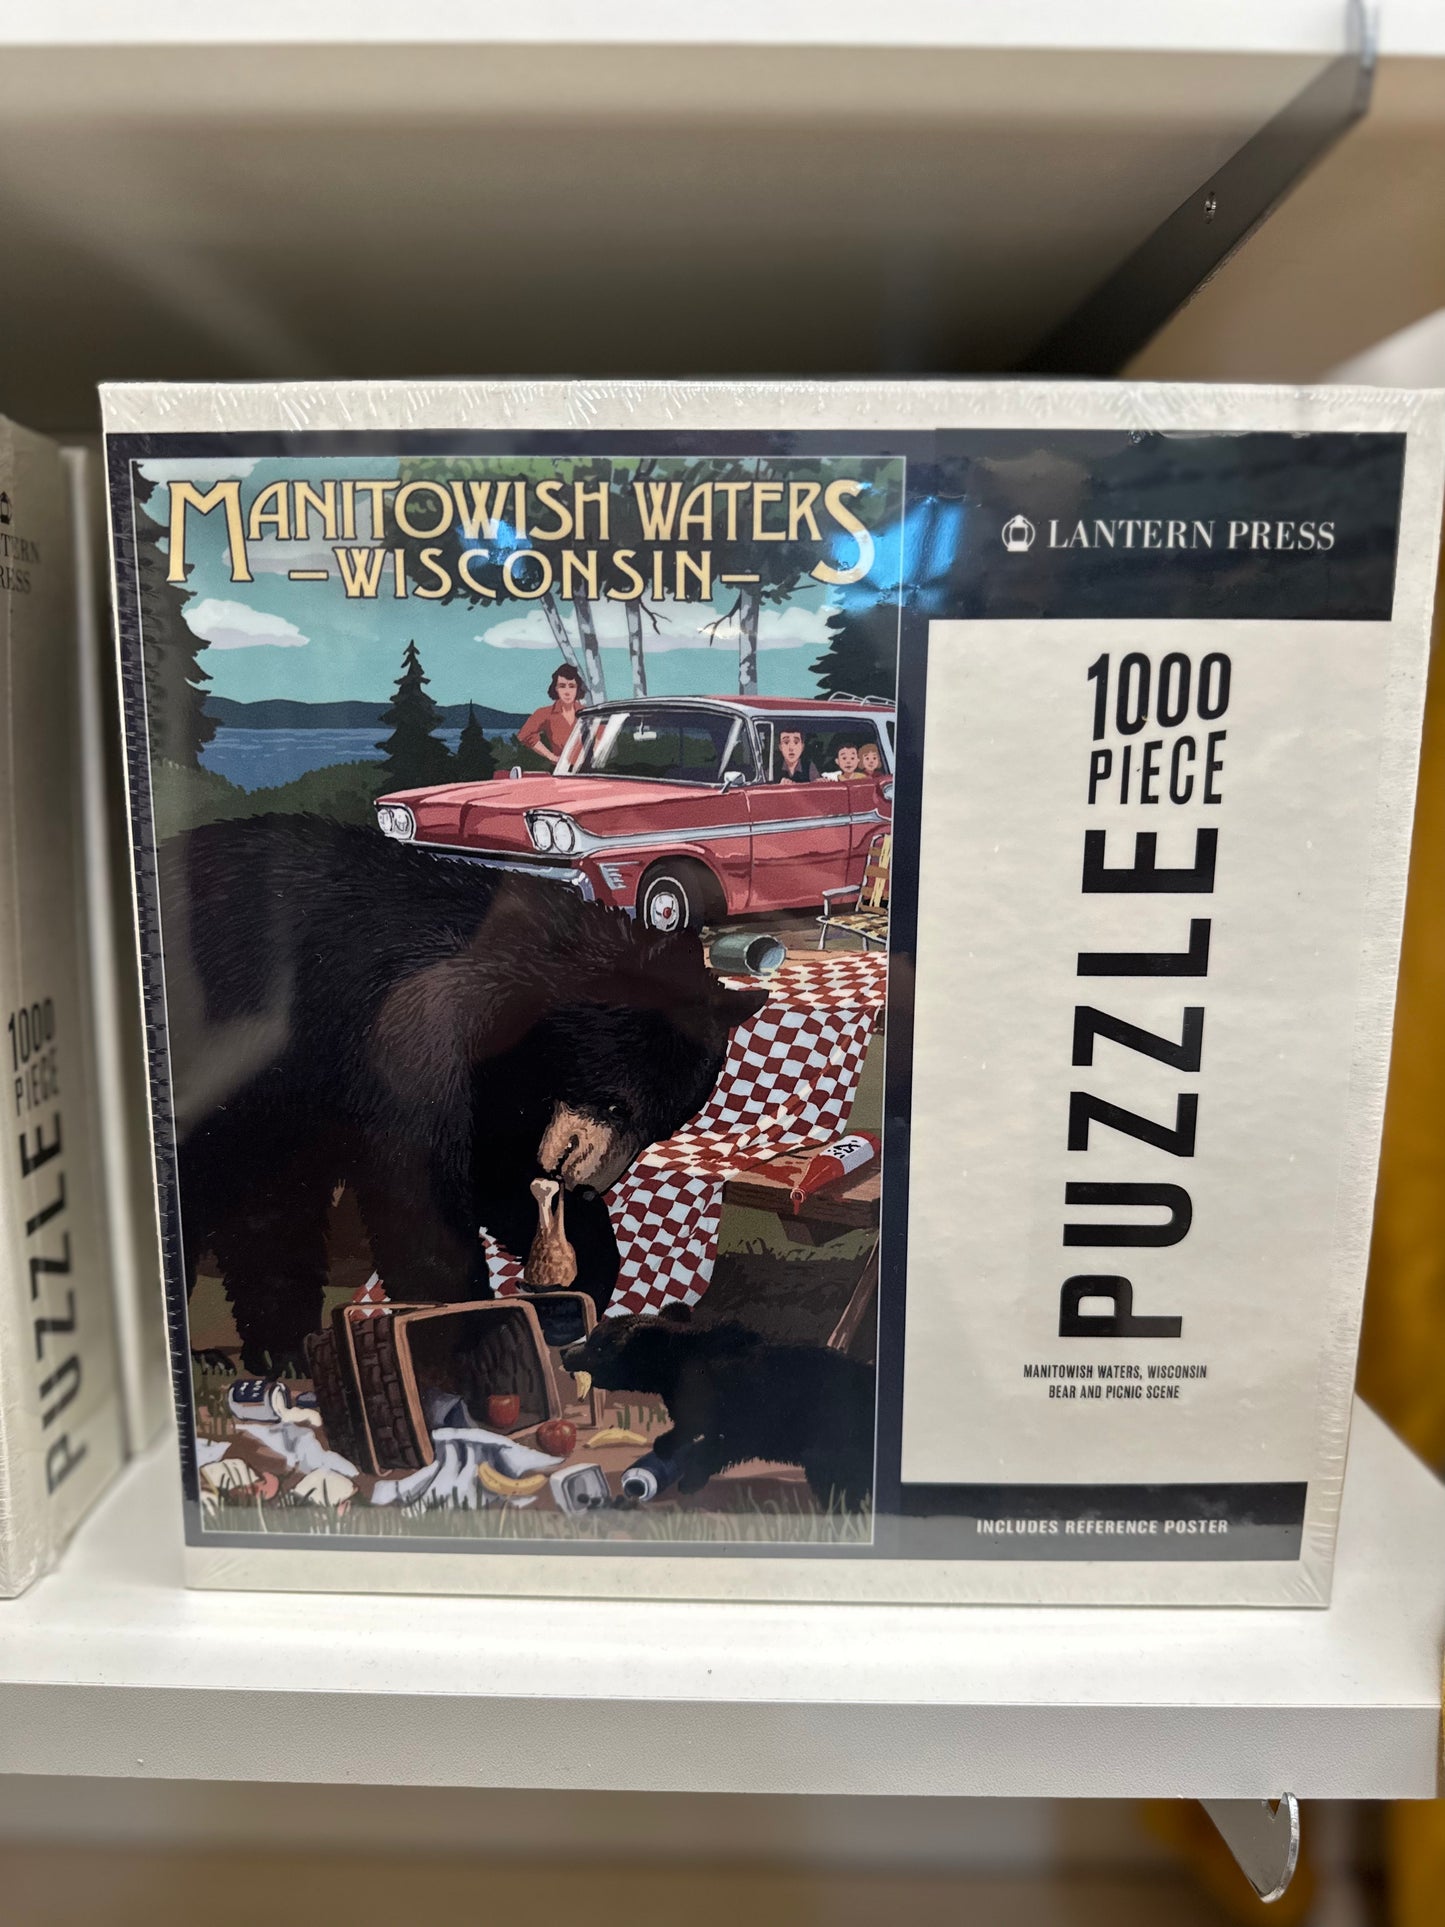 MANITOWISH WATERS
–WISCONSIN–
LANTERN PRESS
1000
PIECE
PUZZLE
MANITOWISH WATERS, WISCONSIN
BEAR AND PICNIC SCENE
INCLUDES REFERENCE POSTER
1000
PIECE
PUZZLE